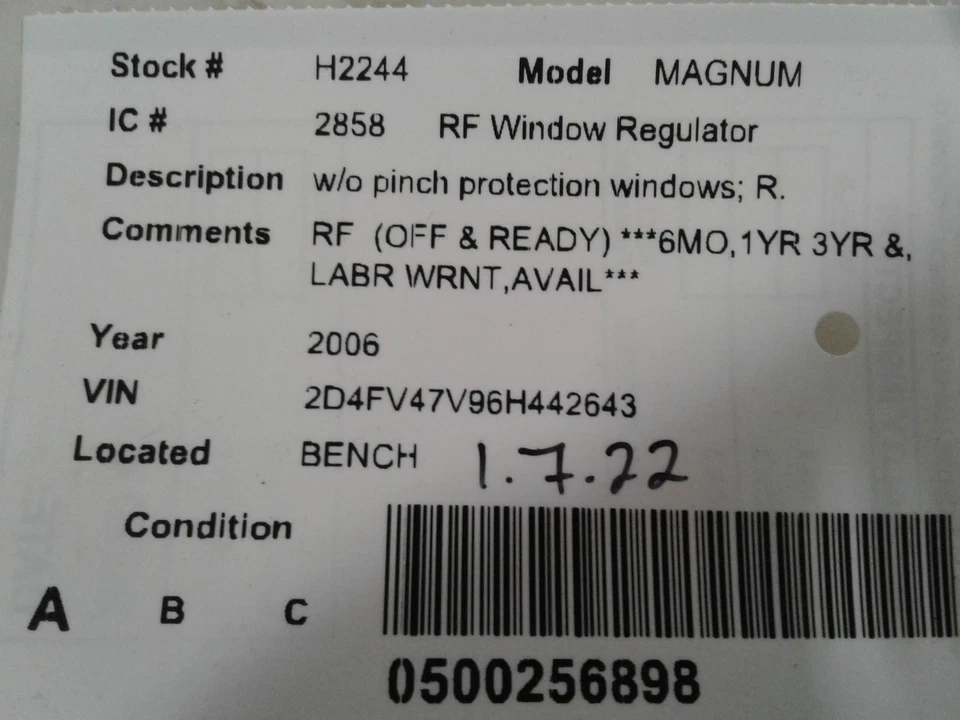 Stock # H2244 Model MAGNUM
IC # 2858 RF Window Regulator
Description w/o pinch protection windows; R.
Comments RF (OFF & READY) ***6MO,1YR 3YR &,
LABR WRNT,AVAIL***
Year 2006
VIN 2D4FV47V96H442643
Located BENCH 1.7.22
Condition
A B C
0500256898